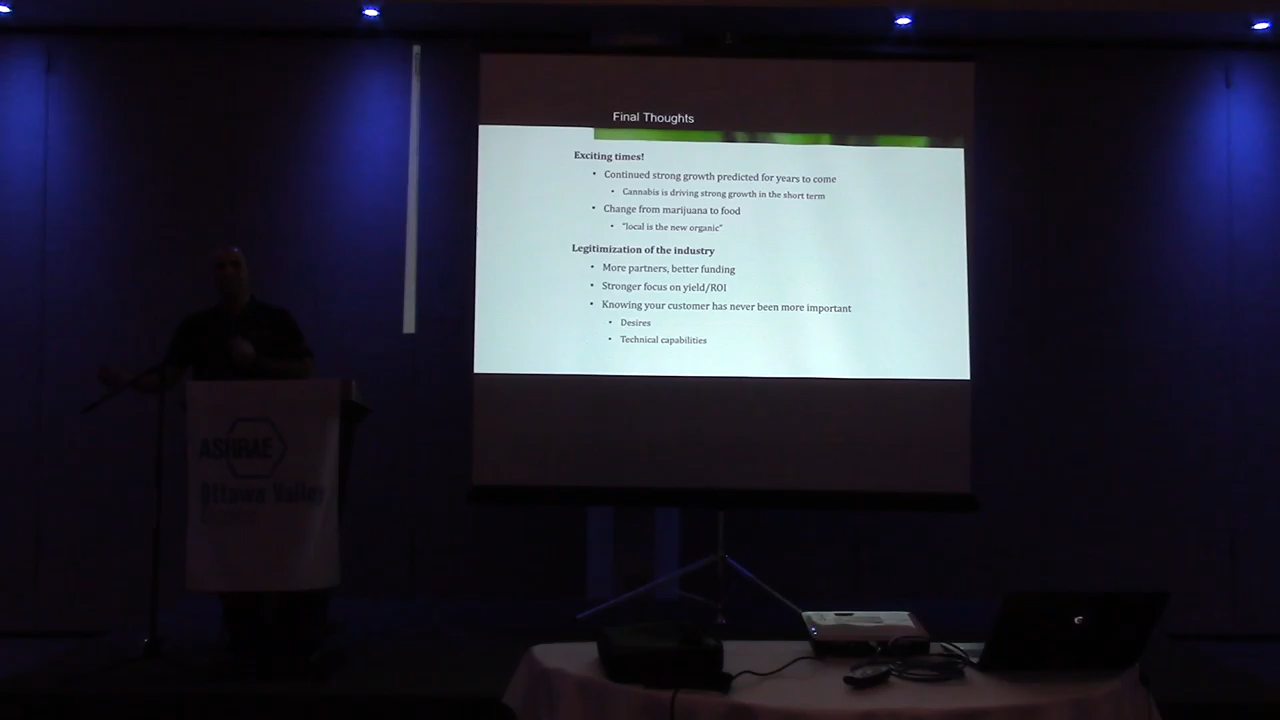 Final Thoughts
Exciting times!
• Continued strong growth predicted for years to come
• Cannabis is driving strong growth in the short term
• Change from marijuana to food
• "local is the new organic"
Legitimization of the industry
• More partners, better funding
• Stronger focus on yield/ROI
• Knowing your customer has never been more important
• Desires
• Technical capabilities
ASHRAE
Ottawa Valley